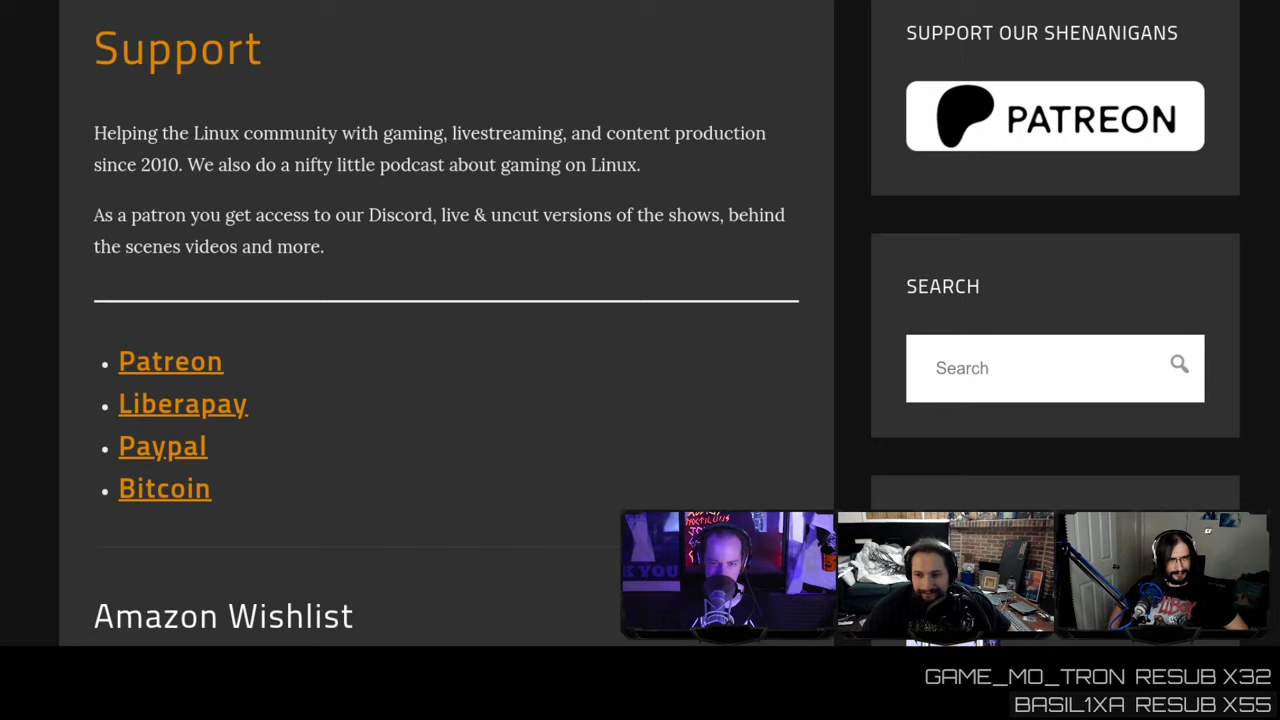 Support
Helping the Linux community with gaming, livestreaming, and content production
since 2010. We also do a nifty little podcast about gaming on Linux.
As a patron you get access to our Discord, live & uncut versions of the shows, behind
the scenes videos and more.
Patreon
Liberapay
Paypal
Bitcoin
Amazon Wishlist
SUPPORT OUR SHENANIGANS
PATREON
SEARCH
Search
GAME_MO_TRON RESUB X32
BASIL1XA RESUB X55